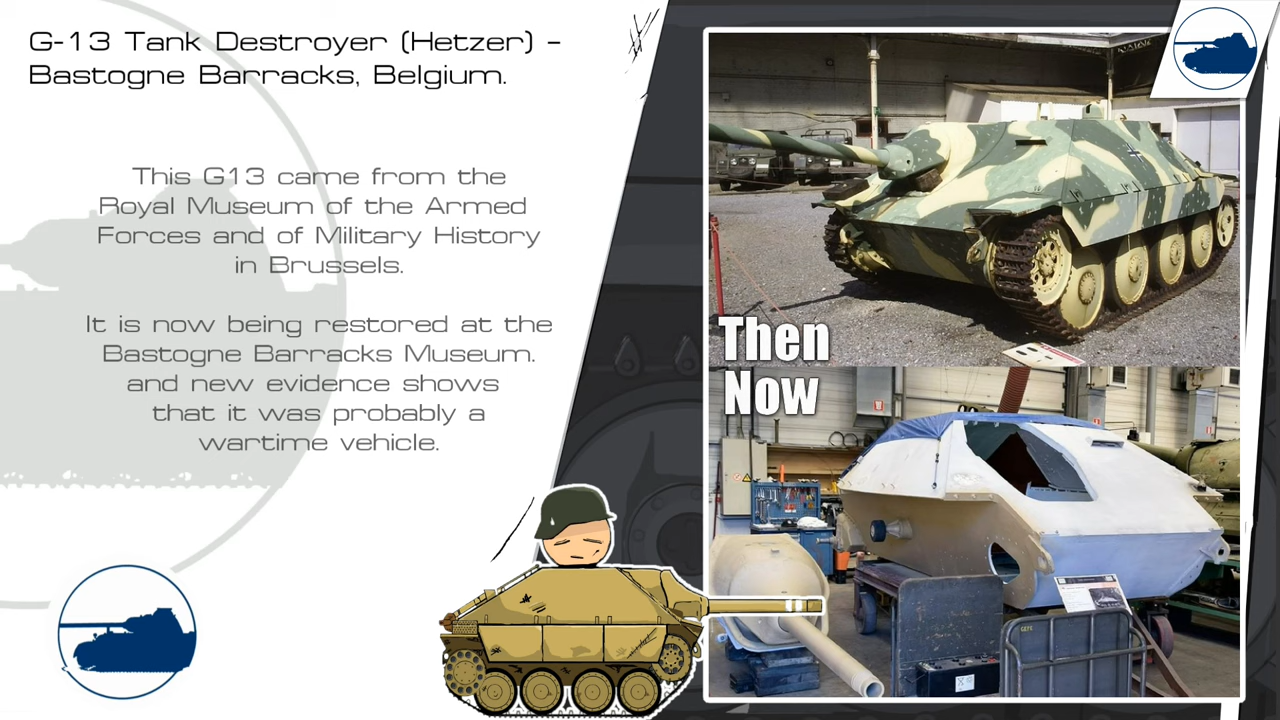 G-13 Tank Destroyer (Hetzer) –
Bastogne Barracks, Belgium.
This G13 came from the
Royal Museum of the Armed
Forces and of Military History
in Brussels.
It is now being restored at the
Bastogne Barracks Museum.
and new evidence shows
that it was probably a
wartime vehicle.
Then
Now